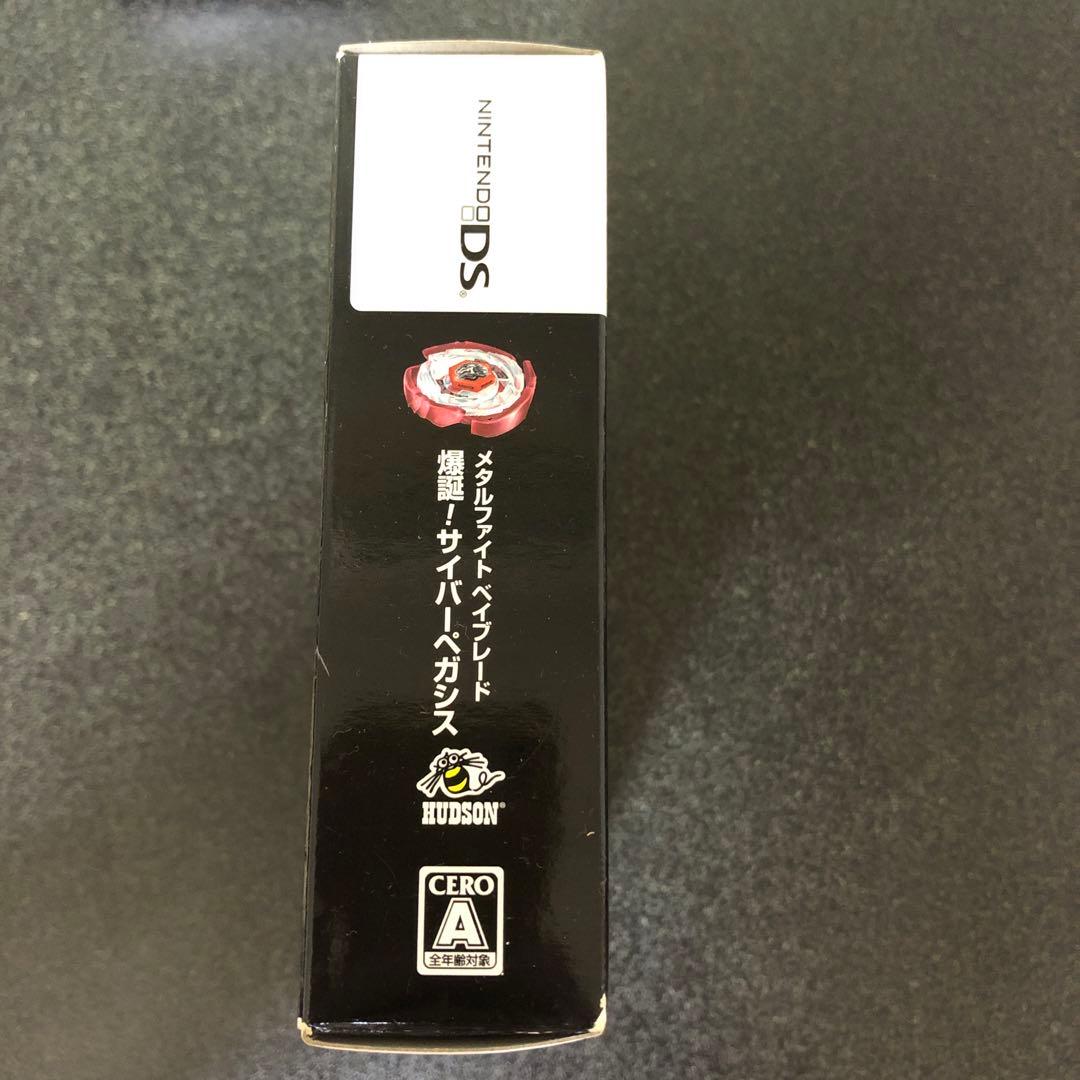 NINTENDO DS®
メタルファイト ベイブレード
爆誕！サイバーペガシス
HUDSON®
CERO
A
全年齢対象